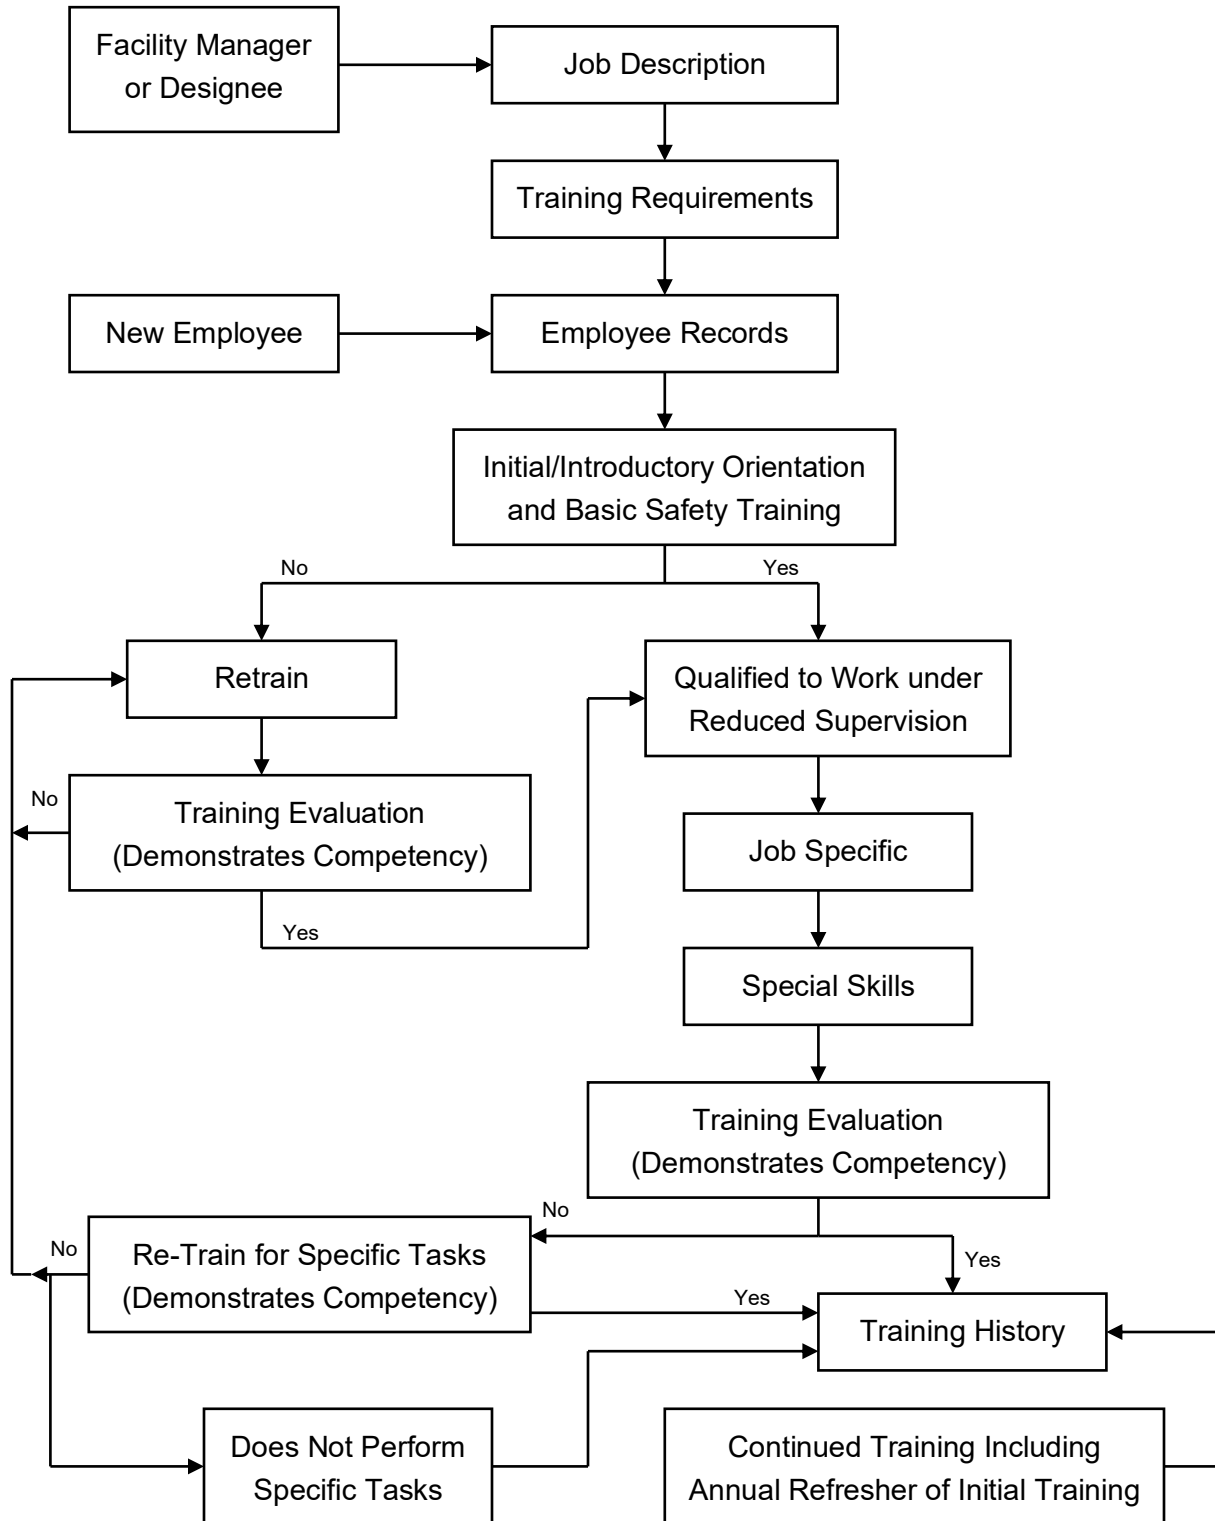 Facility Manager
or Designee
Job Description
Training Requirements
New Employee
Employee Records
Initial/Introductory Orientation
and Basic Safety Training
No
Yes
Retrain
Qualified to Work under
Reduced Supervision
No
Training Evaluation
(Demonstrates Competency)
Job Specific
Yes
Special Skills
Training Evaluation
(Demonstrates Competency)
No
No
Re-Train for Specific Tasks
(Demonstrates Competency)
Yes
Yes
Training History
Does Not Perform
Specific Tasks
Continued Training Including
Annual Refresher of Initial Training